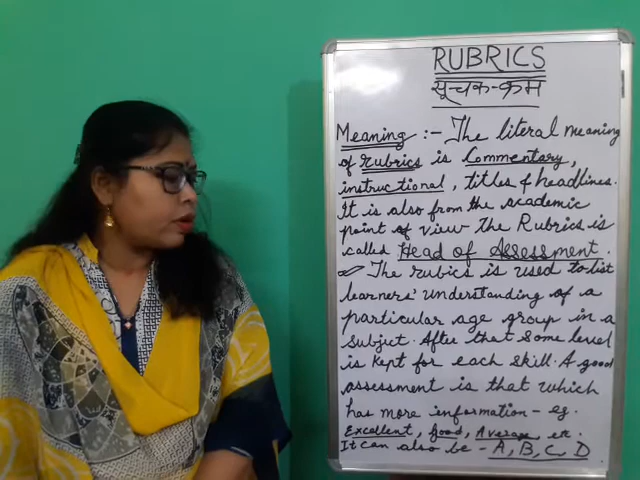 RUBRICS
सूचक-क्रम
Meaning :- The literal meaning
of rubrics is Commentary,
instructional, titles & headlines.
It is also from the academic
point of view the Rubrics is
called Head of Assessment.
The rubics is used to list
learners' understanding of a
particular age group in a
subject. After that some level
is kept for each skill. A good
assessment is that which
has more information - eg.
Excellent, good, Average etc.
It can also be - A, B, C, D